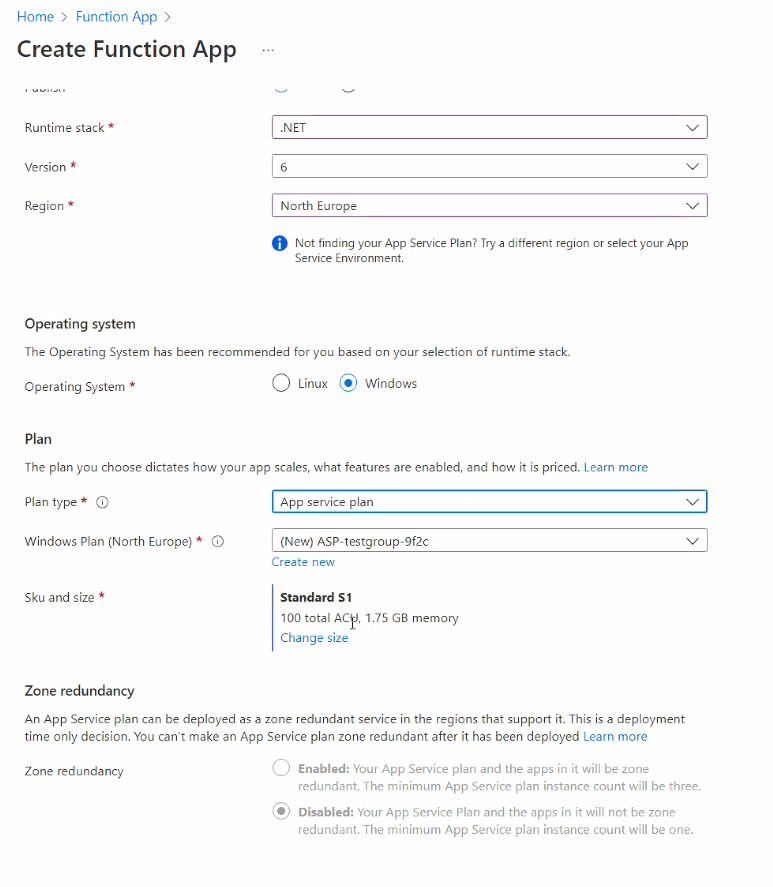 Home > Function App >
Create Function App ...
Runtime stack *
.NET
Version *
6
Region *
North Europe
Not finding your App Service Plan? Try a different region or select your App
Service Environment.
Operating system
The Operating System has been recommended for you based on your selection of runtime stack.
Operating System *
Linux
Windows
Plan
The plan you choose dictates how your app scales, what features are enabled, and how it is priced. Learn more
Plan type *
App service plan
Windows Plan (North Europe) *
(New) ASP-testgroup-9f2c
Create new
Sku and size *
Standard S1
100 total ACU, 1.75 GB memory
Change size
Zone redundancy
An App Service plan can be deployed as a zone redundant service in the regions that support it. This is a deployment
time only decision. You can't make an App Service plan zone redundant after it has been deployed Learn more
Zone redundancy
Enabled: Your App Service plan and the apps in it will be zone
redundant. The minimum App Service plan instance count will be three.
Disabled: Your App Service Plan and the apps in it will not be zone
redundant. The minimum App Service plan instance count will be one.